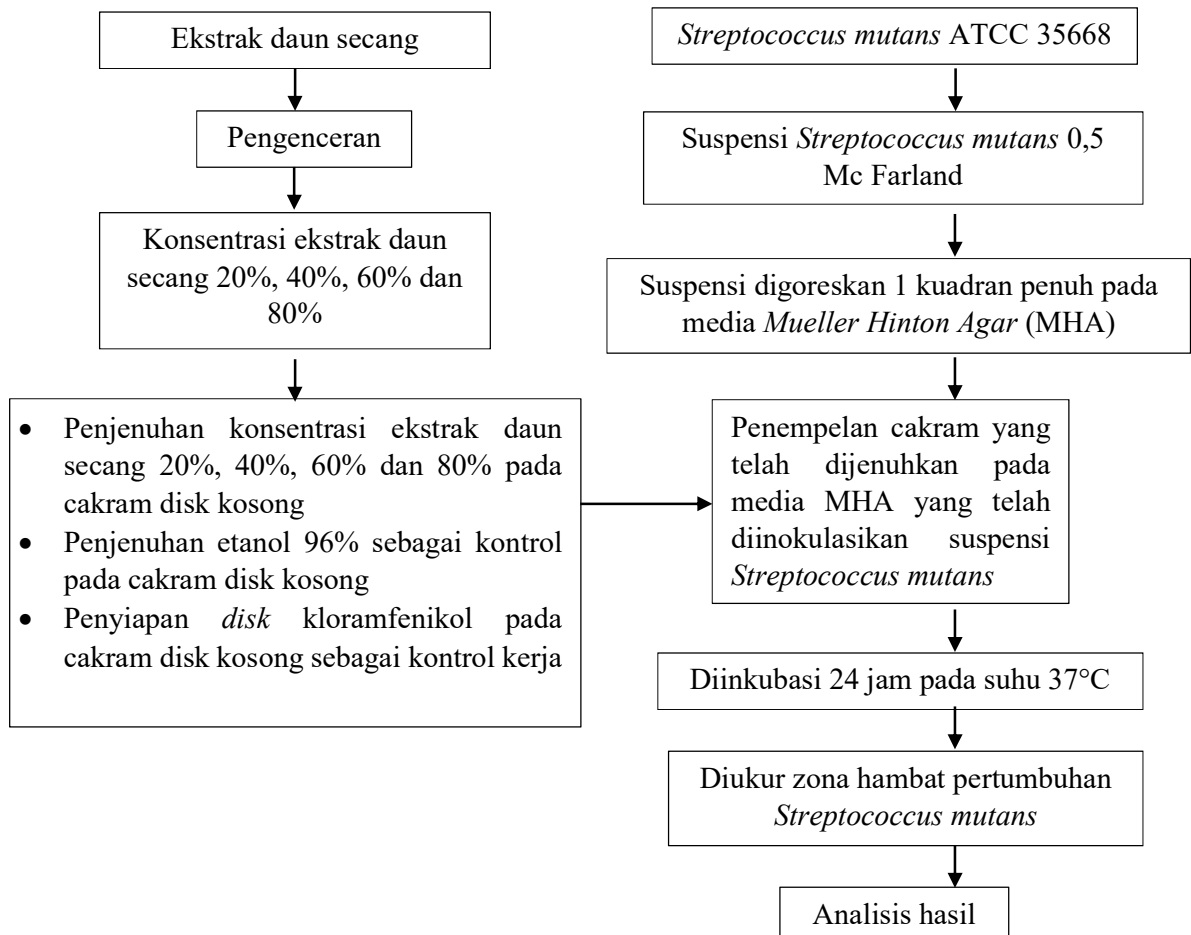 Ekstrak daun secang
Pengenceran
Konsentrasi ekstrak daun
secang 20%, 40%, 60% dan
80%
• Penjenuhan konsentrasi ekstrak daun
secang 20%, 40%, 60% dan 80% pada
cakram disk kosong
• Penjenuhan etanol 96% sebagai kontrol
pada cakram disk kosong
• Penyiapan disk kloramfenikol pada
cakram disk kosong sebagai kontrol kerja
Streptococcus mutans ATCC 35668
Suspensi Streptococcus mutans 0,5
Mc Farland
Suspensi digoreskan 1 kuadran penuh pada
media Mueller Hinton Agar (MHA)
Penempelan cakram yang
telah dijenuhkan pada
media MHA yang telah
diinokulasikan suspensi
Streptococcus mutans
Diinkubasi 24 jam pada suhu 37°C
Diukur zona hambat pertumbuhan
Streptococcus mutans
Analisis hasil